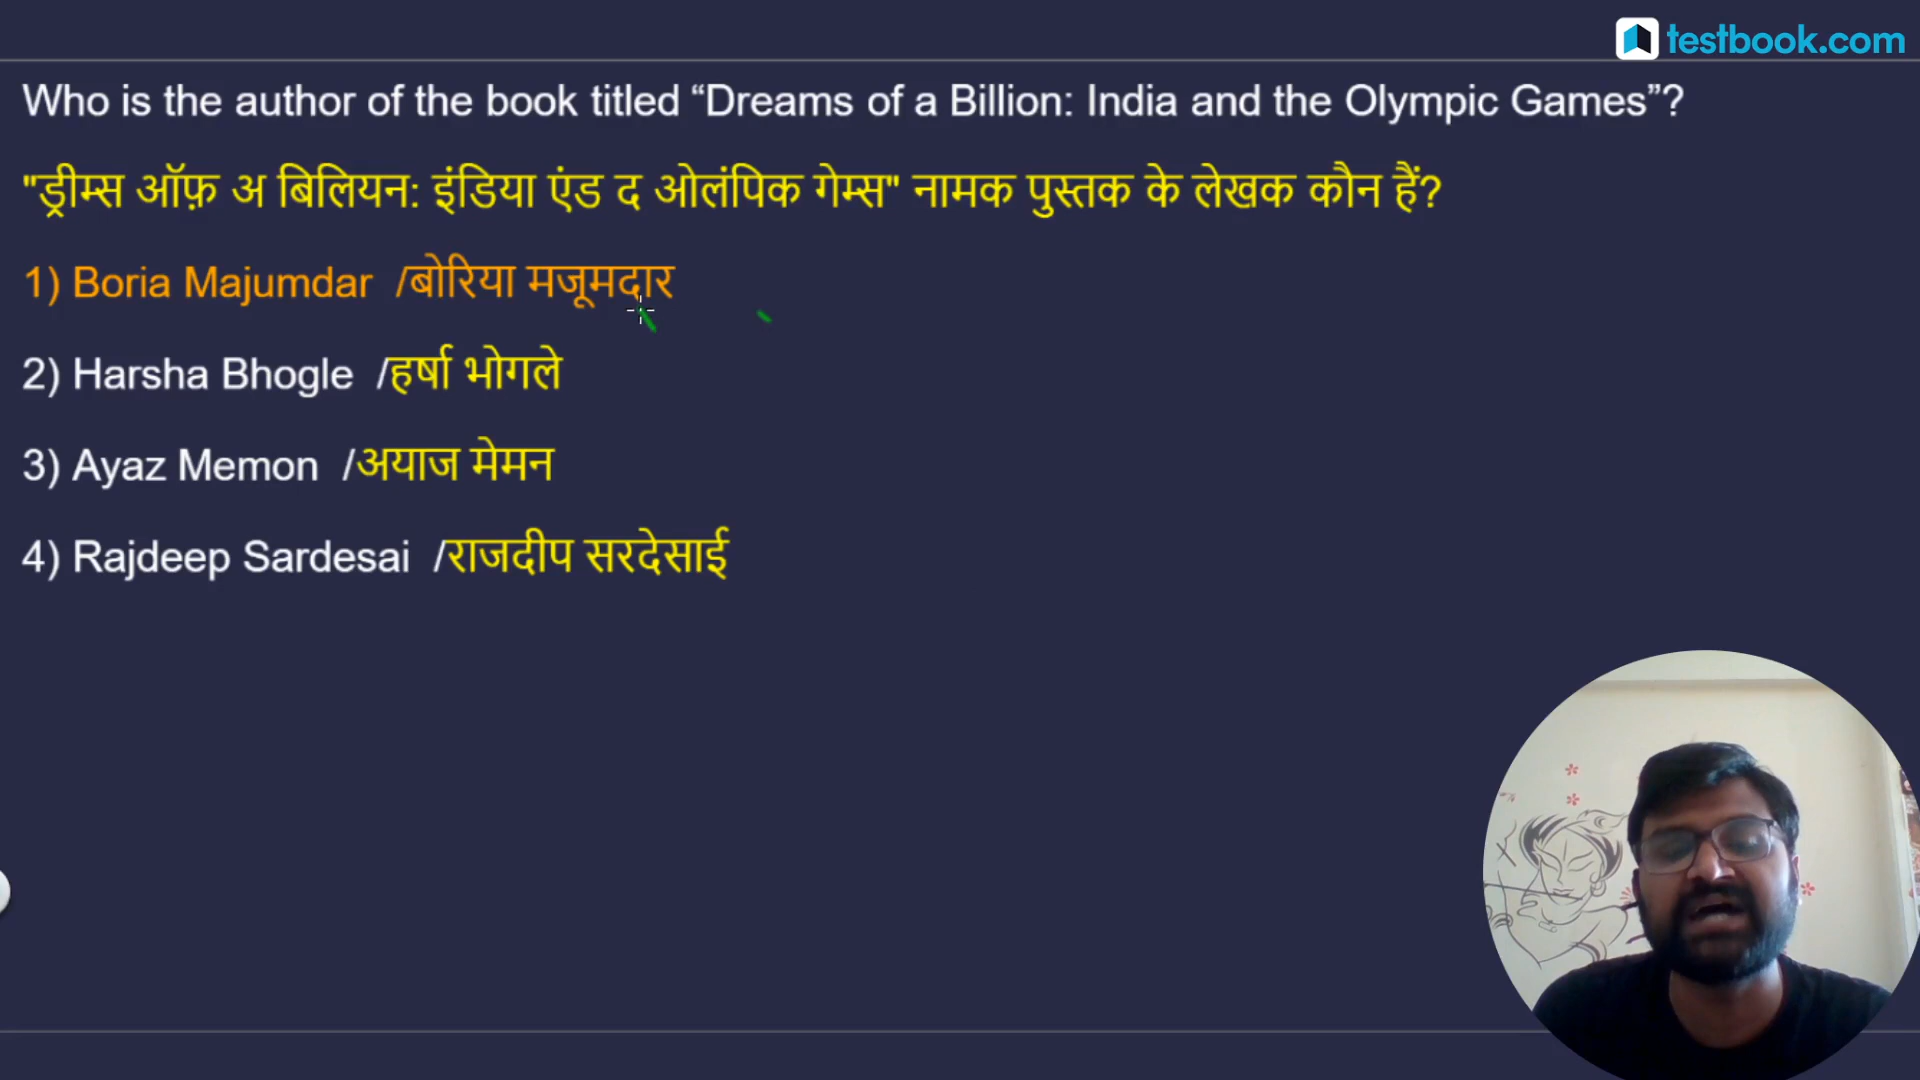 testbook.com
Who is the author of the book titled “Dreams of a Billion: India and the Olympic Games”?
"ड्रीम्स ऑफ़ अ बिलियन: इंडिया एंड द ओलंपिक गेम्स" नामक पुस्तक के लेखक कौन हैं?
1) Boria Majumdar /बोरिया मजूमदार
2) Harsha Bhogle /हर्षा भोगले
3) Ayaz Memon /अयाज मेमन
4) Rajdeep Sardesai /राजदीप सरदेसाई